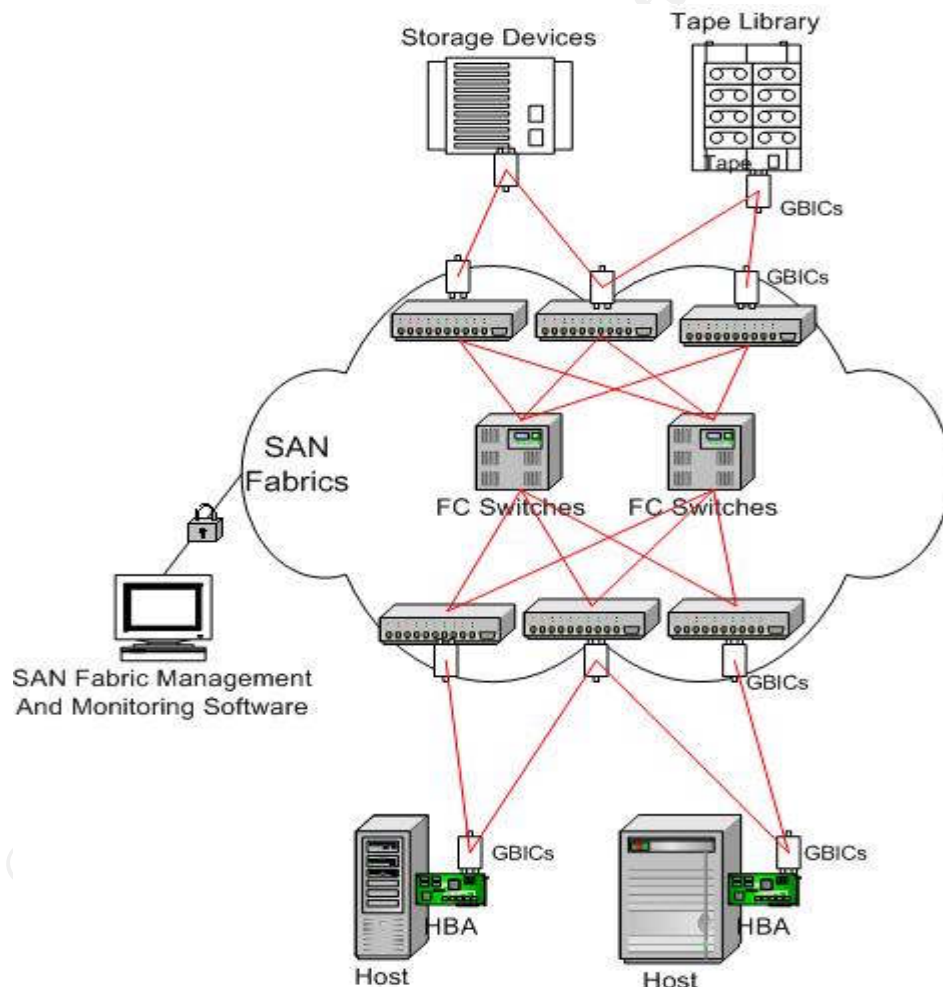 Tape Library
Storage Devices
Tape
GBICs
GBICs
SAN
Fabrics
FC Switches
FC Switches
SAN Fabric Management
And Monitoring Software
GBICs
GBICs
GBICs
HBA
HBA
Host
Host